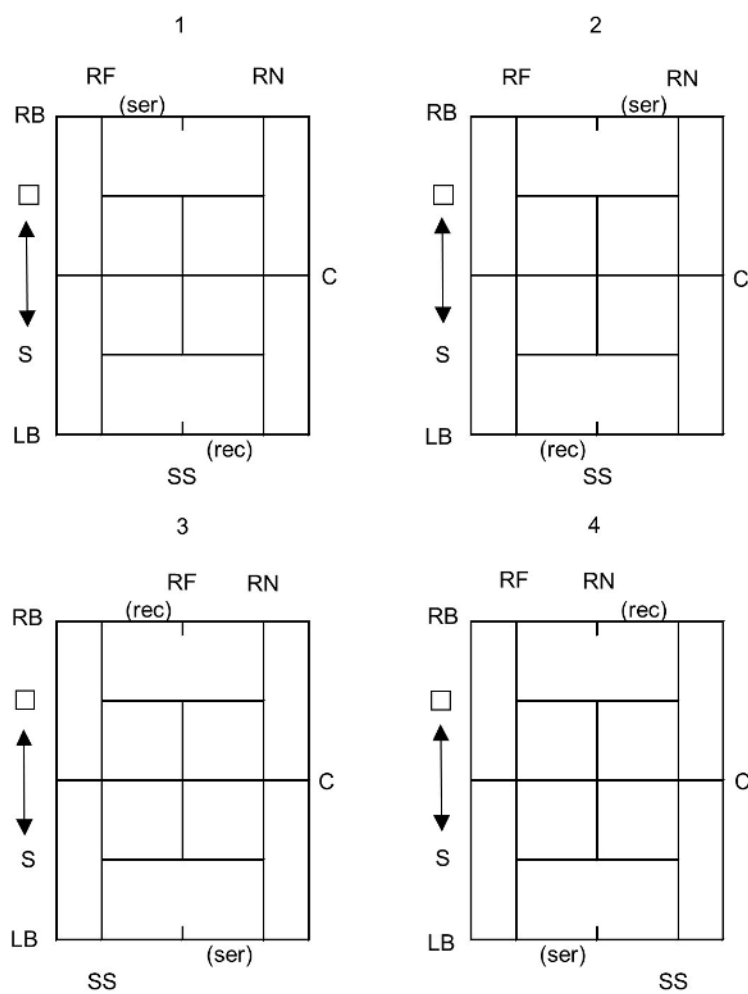 1
RF RN
(ser)
RB
C
S
LB
(rec)
SS
2
RF RN
(ser)
RB
C
S
LB
(rec)
SS
3
RF RN
(rec)
RB
C
S
LB
(ser)
SS
4
RF RN
(rec)
RB
C
S
LB
(ser)
SS